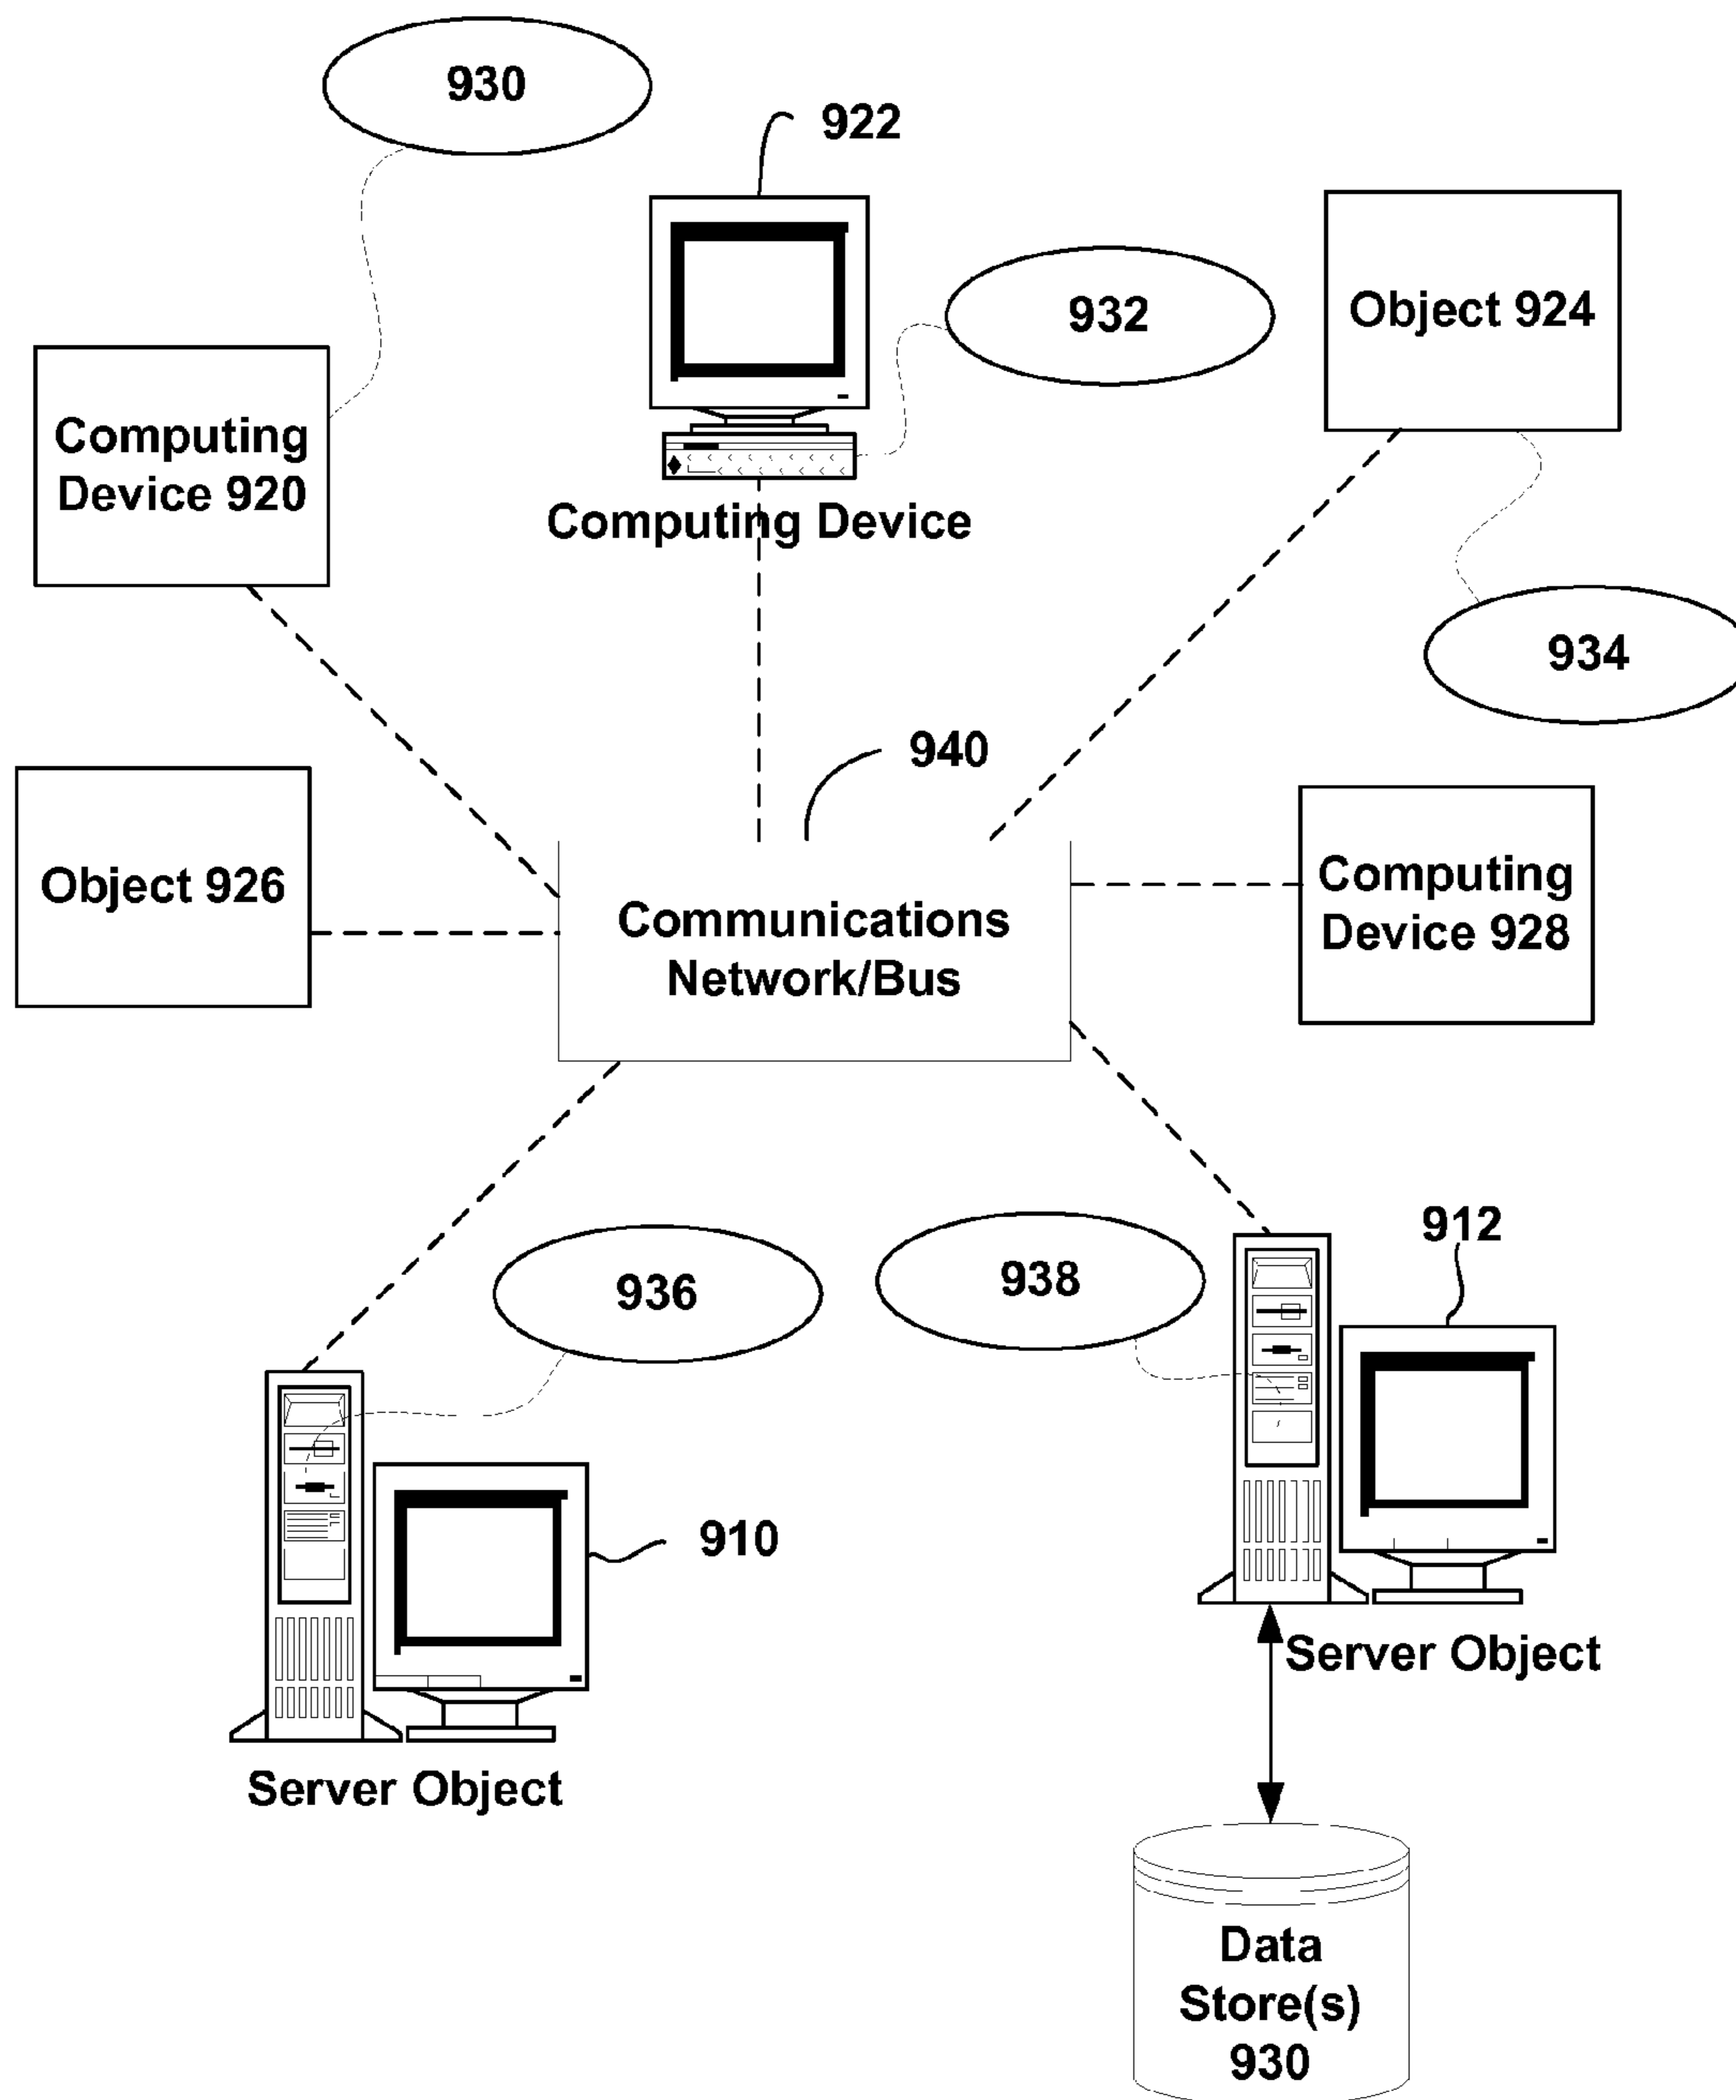 930
922
932
Object 924
Computing
Device 920
Computing Device
934
940
Object 926
Computing
Device 928
Communications
Network/Bus
912
936
938
910
Server Object
Server Object
Data
Store(s)
930